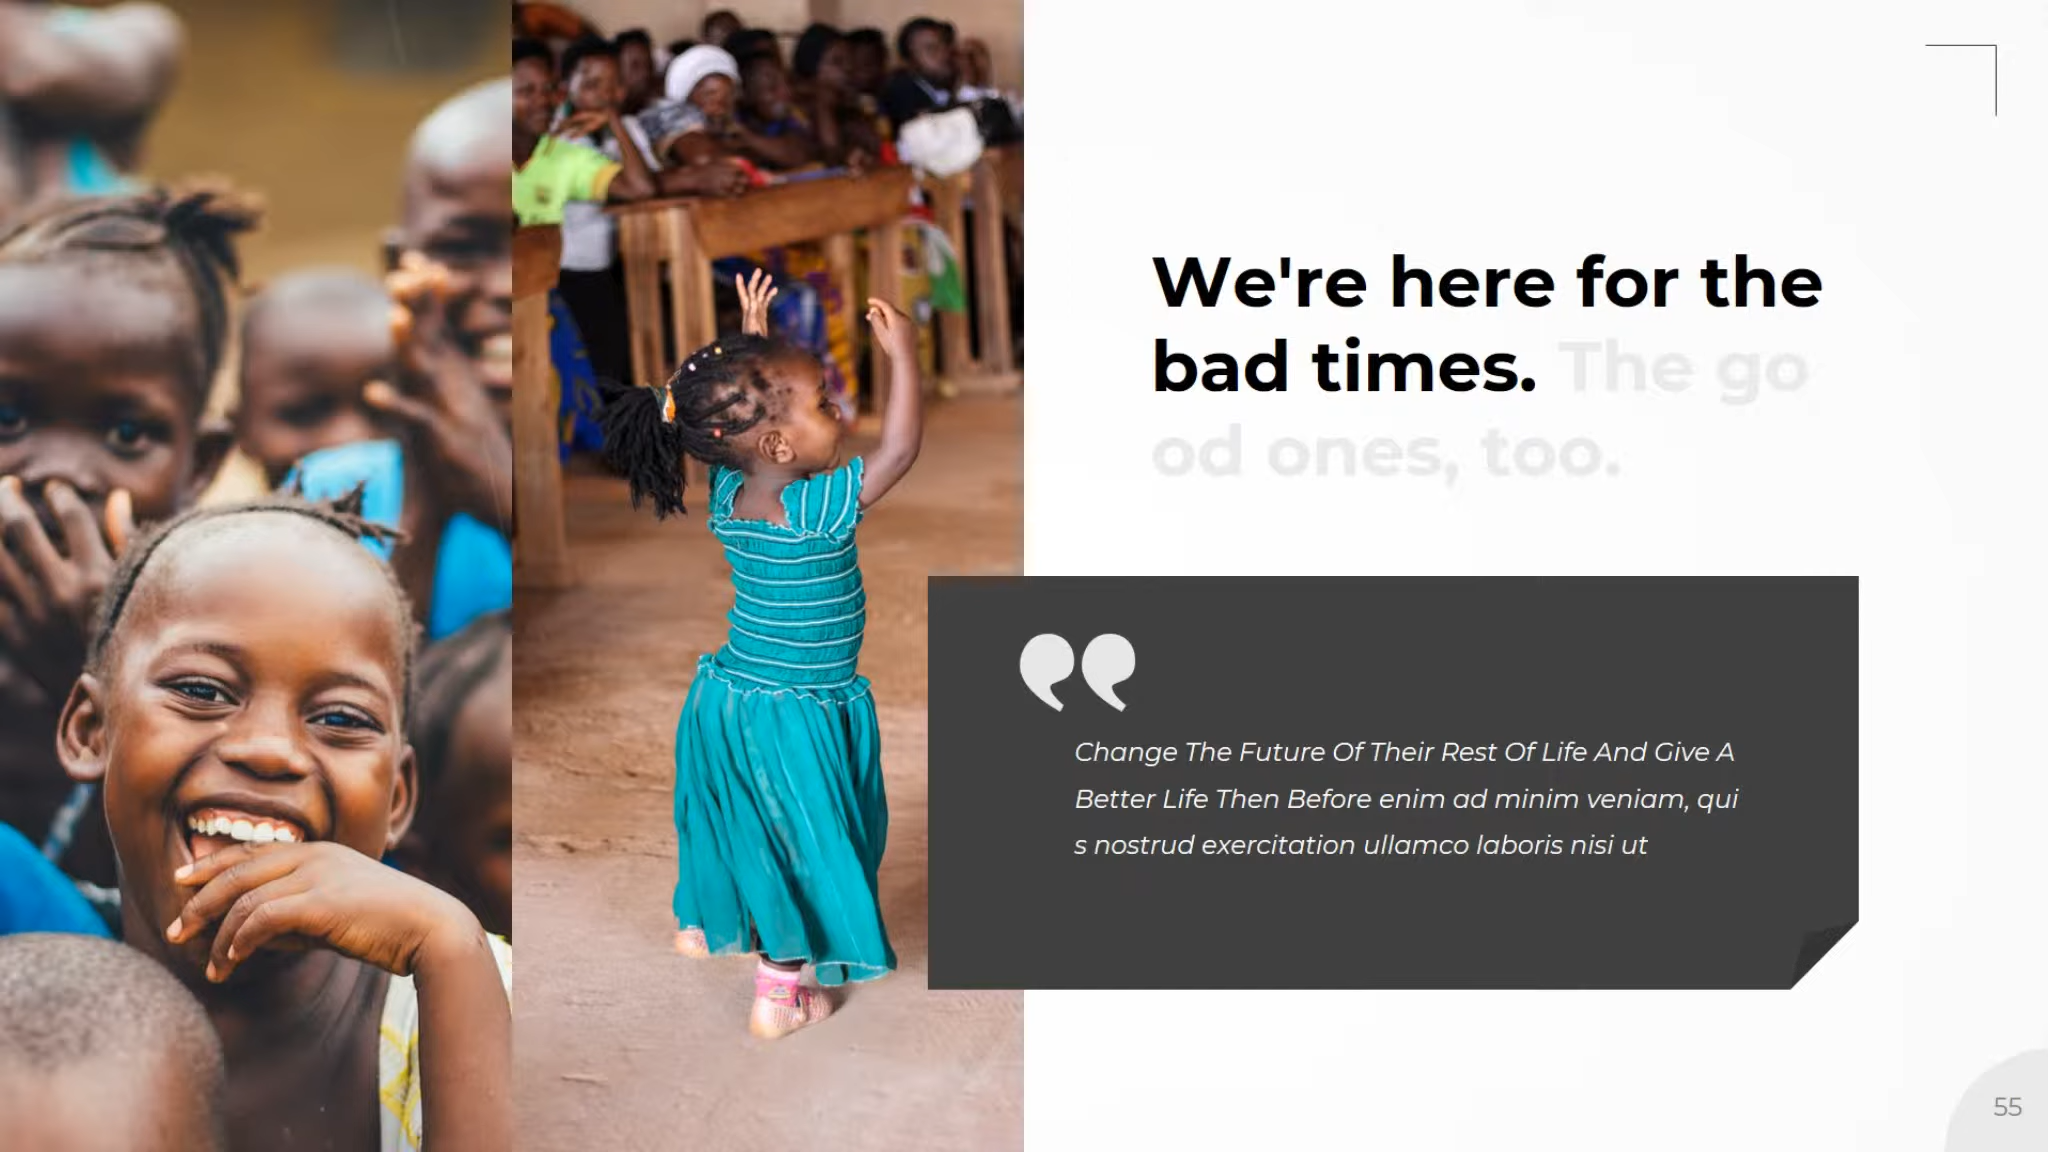 We're here for the
bad times. The go
od ones, too.
Change The Future Of Their Rest Of Life And Give A
Better Life Then Before enim ad minim veniam, qui
s nostrud exercitation ullamco laboris nisi ut
55